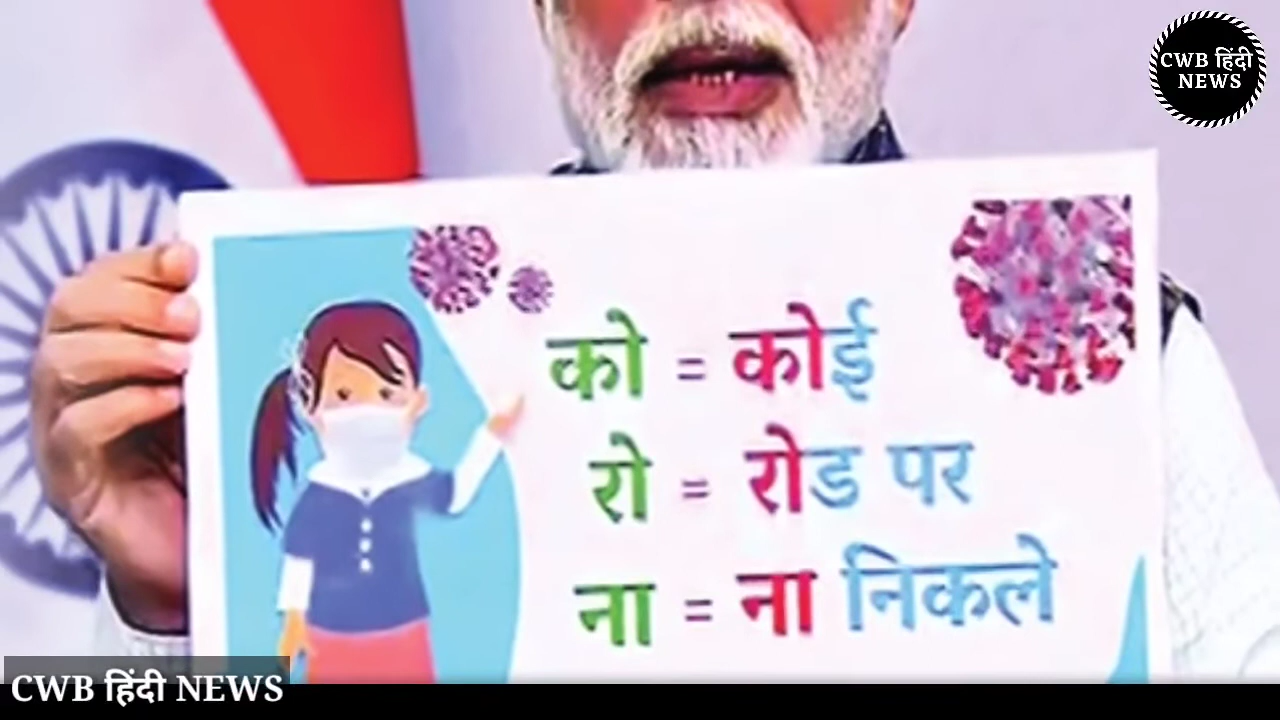 CWB हिंदी
NEWS
को = कोई
रो = रोड पर
ना = ना निकले
CWB हिंदी NEWS